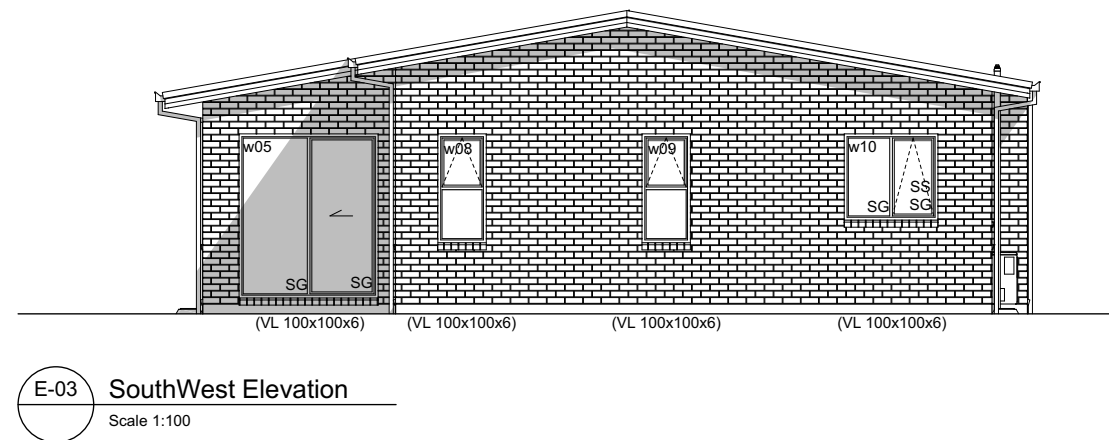 w05
w08
w09
w10
SS
SG
SG
SG
SG
(VL 100x100x6)
(VL 100x100x6)
(VL 100x100x6)
(VL 100x100x6)
E-03
SouthWest Elevation
Scale 1:100